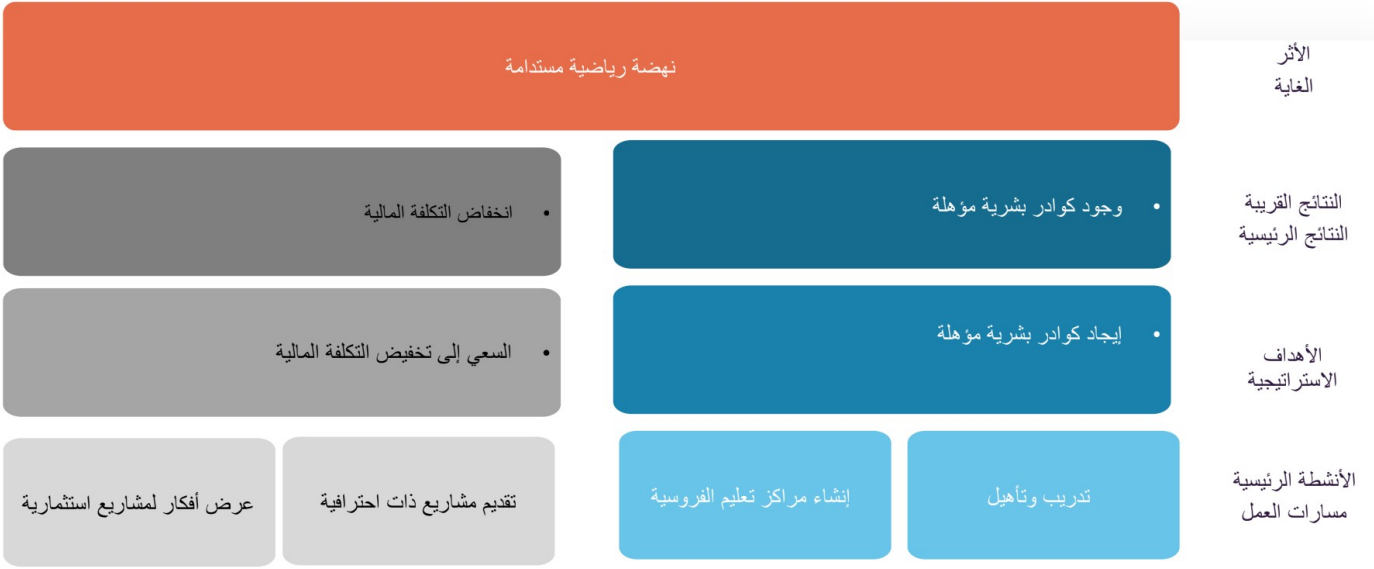 الأثر
الغاية
نهضة رياضية مستدامة
النتائج القريبة
النتائج الرئيسية
• وجود كوادر بشرية مؤهلة
• انخفاض التكلفة المالية
الأهداف
الاستراتيجية
• إيجاد كوادر بشرية مؤهلة
• السعي إلى تخفيض التكلفة المالية
الأنشطة الرئيسية
مسارات العمل
تدريب وتأهيل
إنشاء مراكز تعليم الفروسية
تقديم مشاريع ذات احترافية
عرض أفكار لمشاريع استثمارية